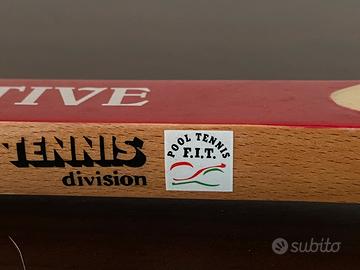 TIVE
TENNIS
division
POOL TENNIS
F.I.T.
subito